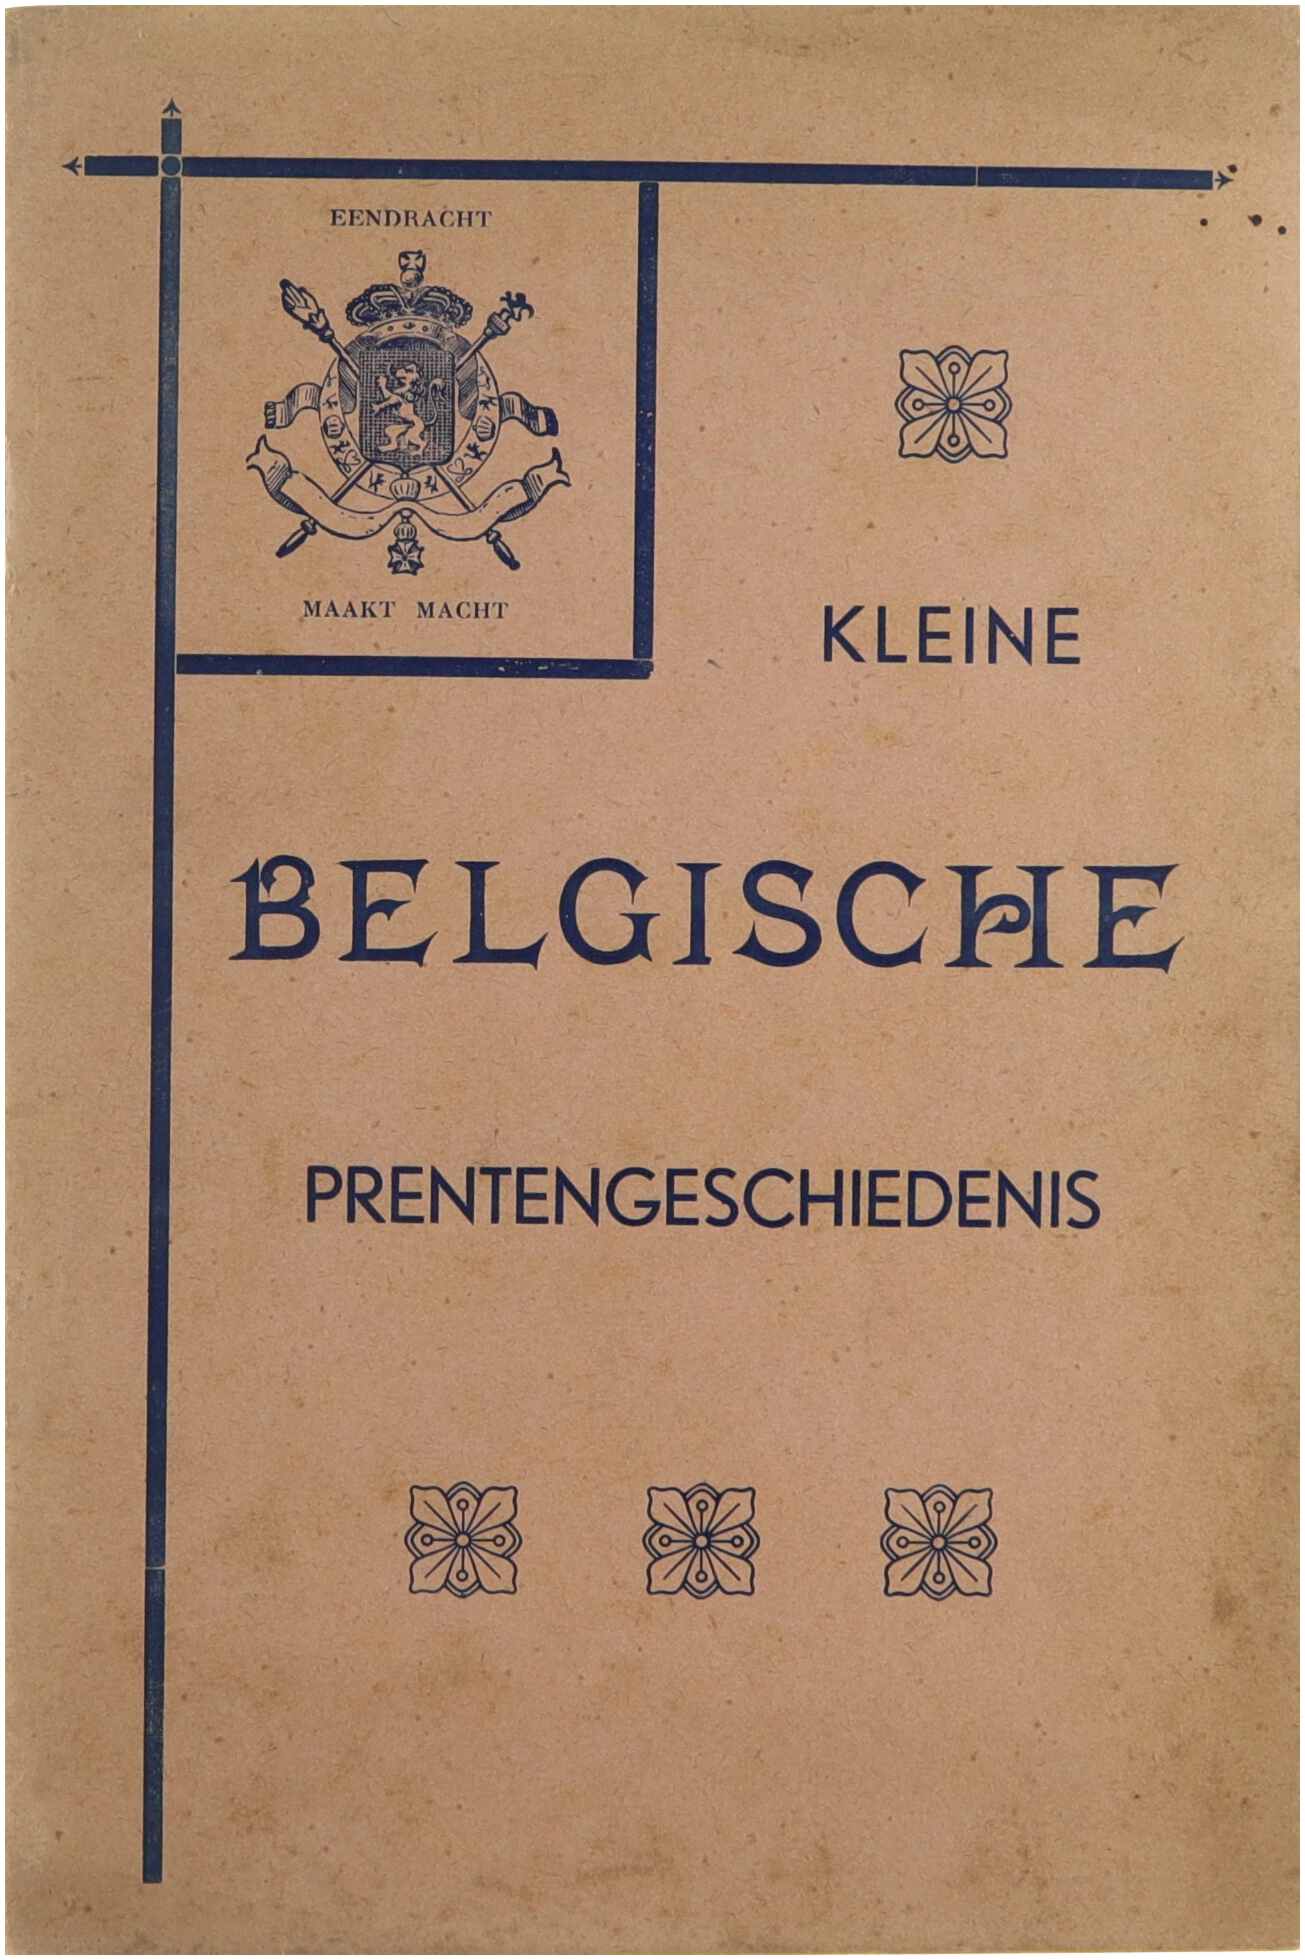 EENDRACHT
MAAKT MACHT
KLEINE
BELGISCHE
PRENTENGESCHIEDENIS